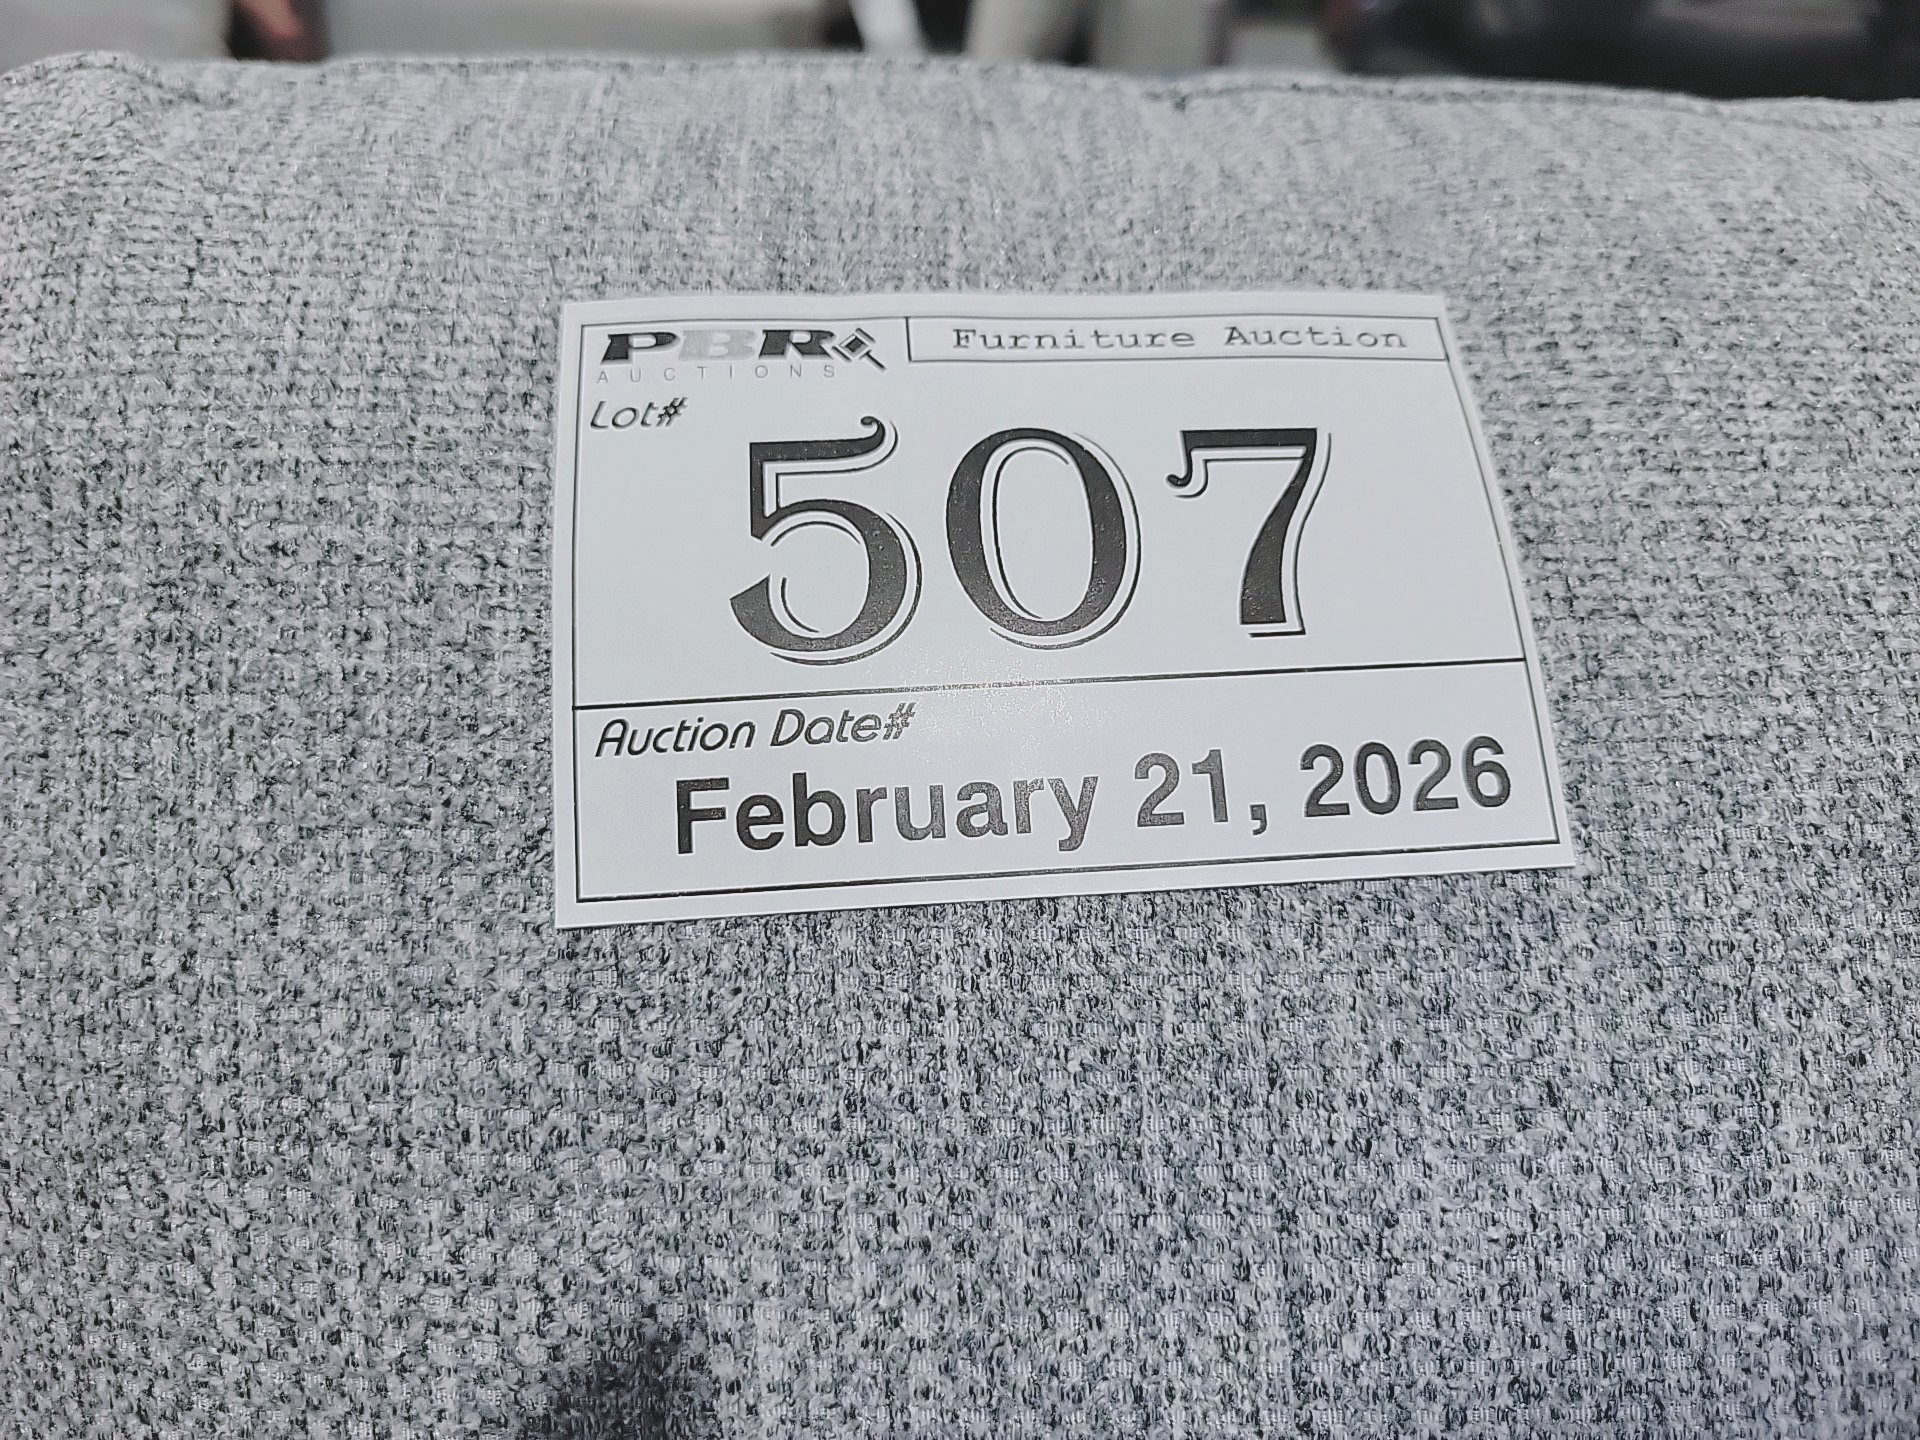 PBR
AUCTIONS
Furniture Auction
Lot#
507
Auction Date#
February 21, 2026